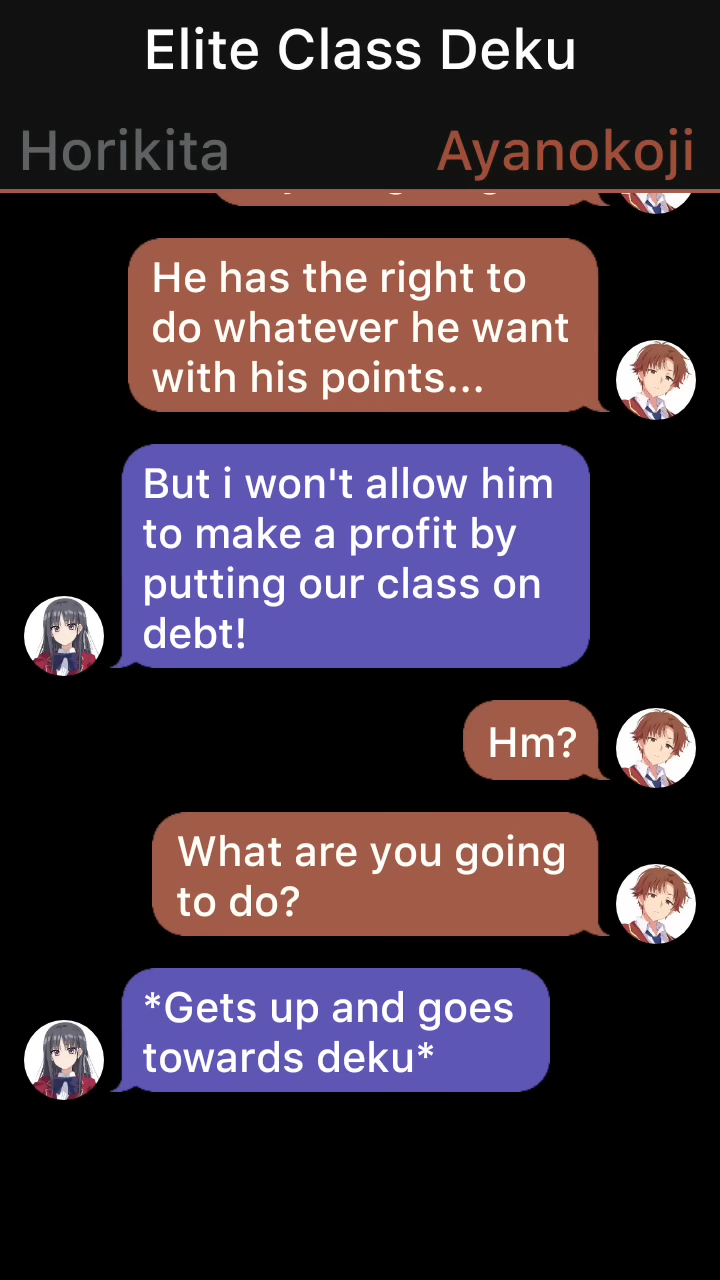 Elite Class Deku
Horikita
Ayanokoji
He has the right to
do whatever he want
with his points...
But i won't allow him
to make a profit by
putting our class on
debt!
Hm?
What are you going
to do?
*Gets up and goes
towards deku*